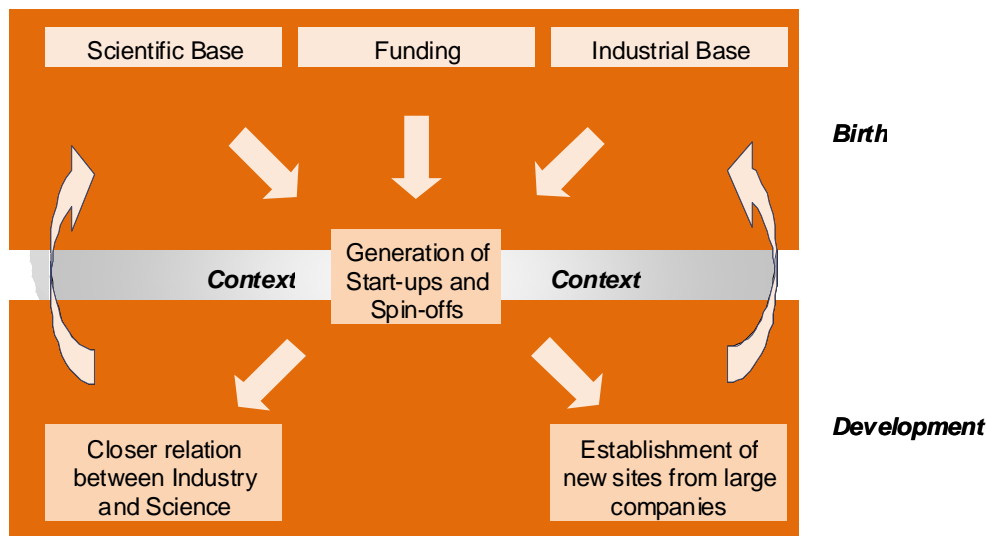 Scientific Base
Funding
Industrial Base
Birth
Generation of
Start-ups and
Spin-offs
Context
Context
Closer relation
between Industry
and Science
Establishment of
new sites from large
companies
Development